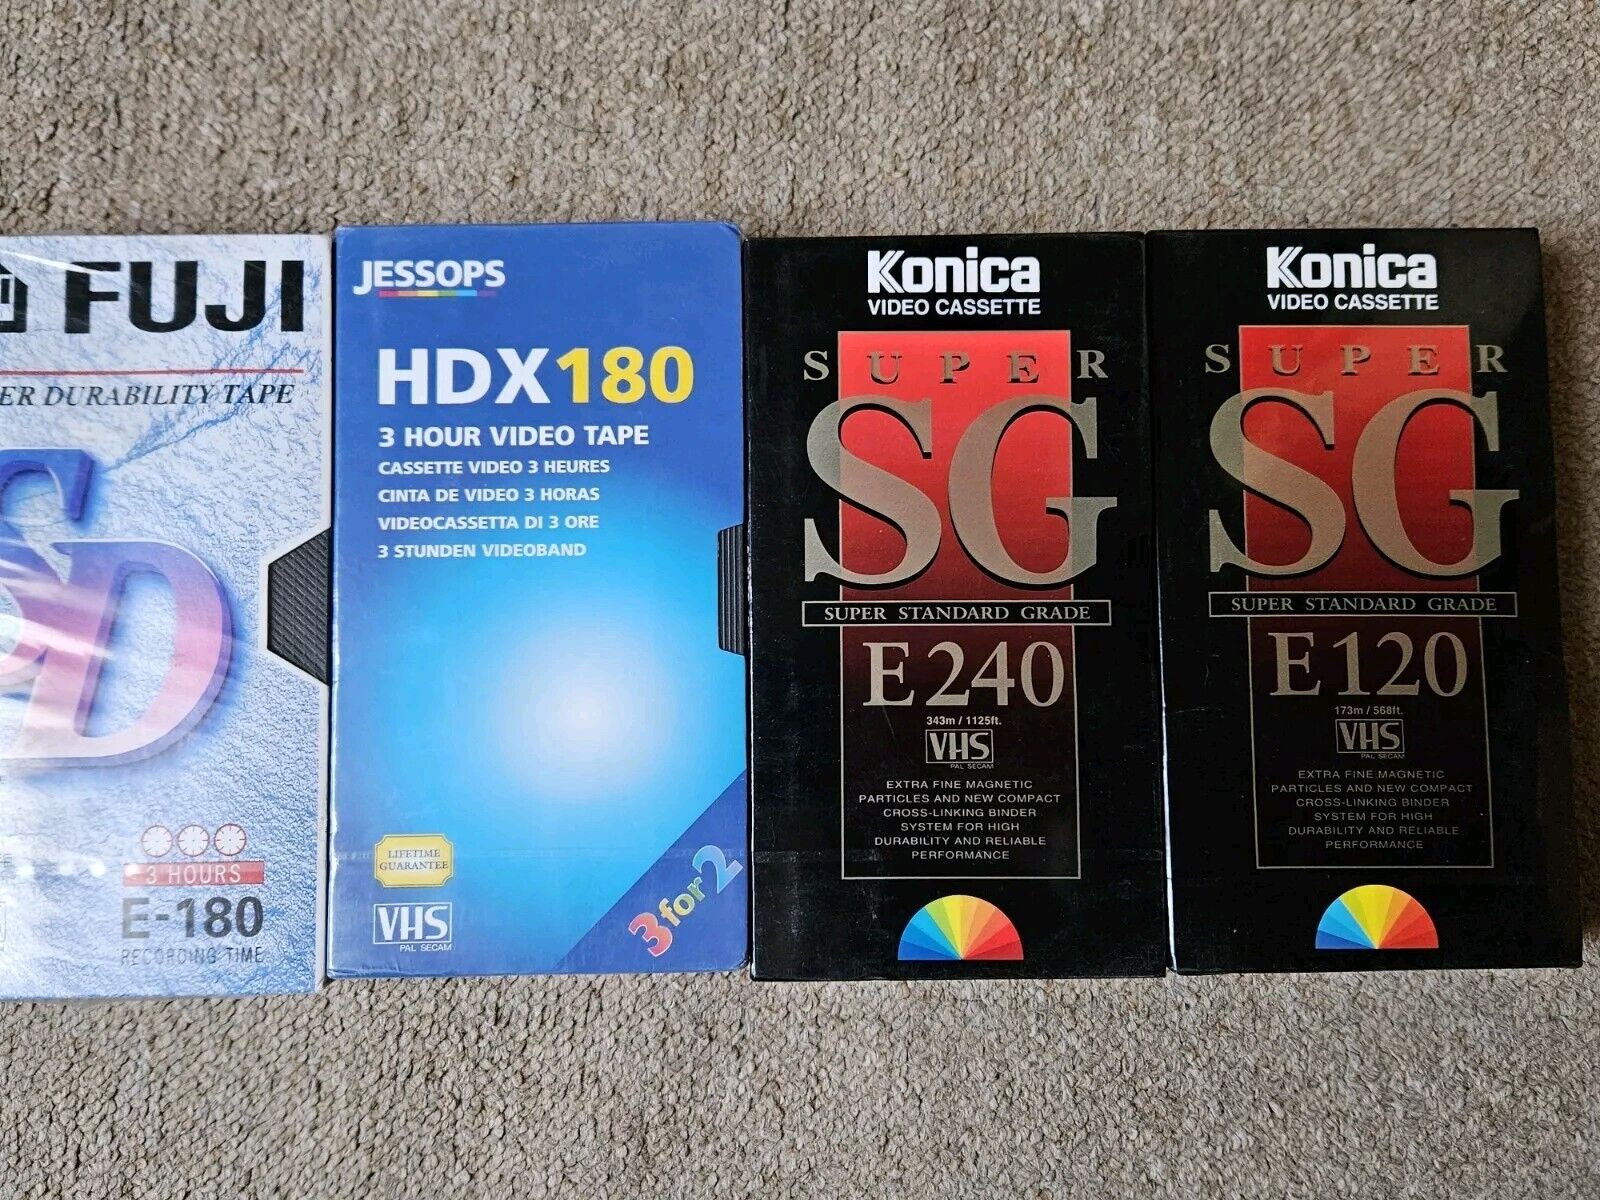 FUJI
DURABILITY TAPE
SD
3 HOURS
E-180
RECORDING TIME
JESSOPS
HDX180
3 HOUR VIDEO TAPE
CASSETTE VIDEO 3 HEURES
CINTA DE VIDEO 3 HORAS
VIDEOCASSETTA DI 3 ORE
3 STUNDEN VIDEOBAND
LIFETIME
GUARANTEE
VHS
PAL SECAM
3 for 2
Konica
VIDEO CASSETTE
SUPER
SG
SUPER STANDARD GRADE
E240
343m / 1125ft.
VHS
PAL SECAM
EXTRA FINE MAGNETIC
PARTICLES AND NEW COMPACT
CROSS-LINKING BINDER
SYSTEM FOR HIGH
DURABILITY AND RELIABLE
PERFORMANCE
Konica
VIDEO CASSETTE
SUPER
SG
SUPER STANDARD GRADE
E120
173m / 568ft.
VHS
PAL SECAM
EXTRA FINE MAGNETIC
PARTICLES AND NEW COMPACT
CROSS-LINKING BINDER
SYSTEM FOR HIGH
DURABILITY AND RELIABLE
PERFORMANCE